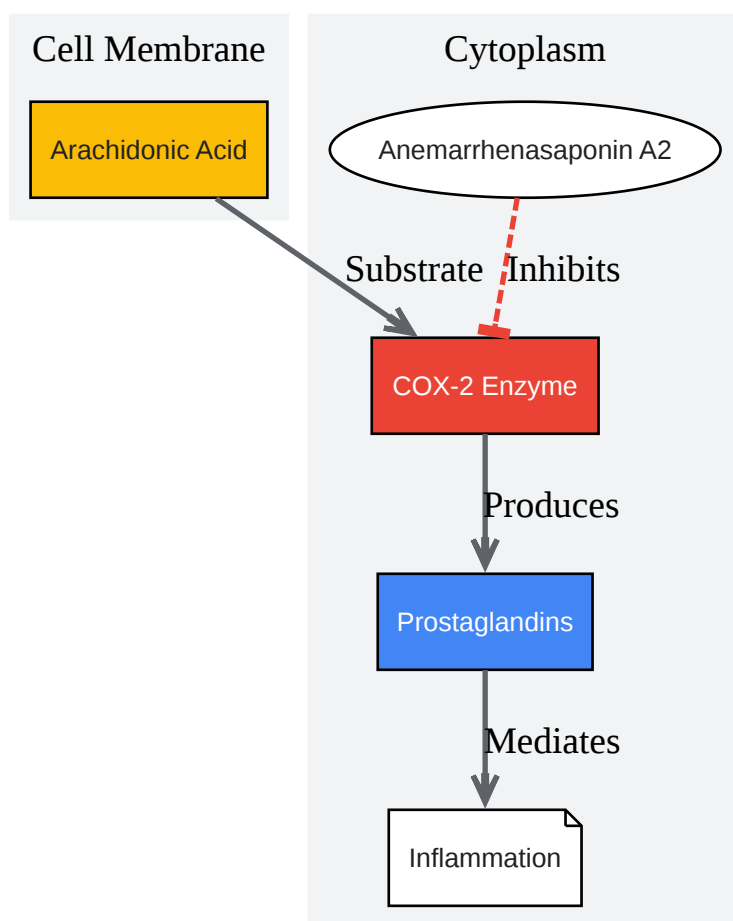 Cell Membrane
Cytoplasm
Arachidonic Acid
Anemarrhenasaponin A2
Substrate
Inhibits
COX-2 Enzyme
Produces
Prostaglandins
Mediates
Inflammation